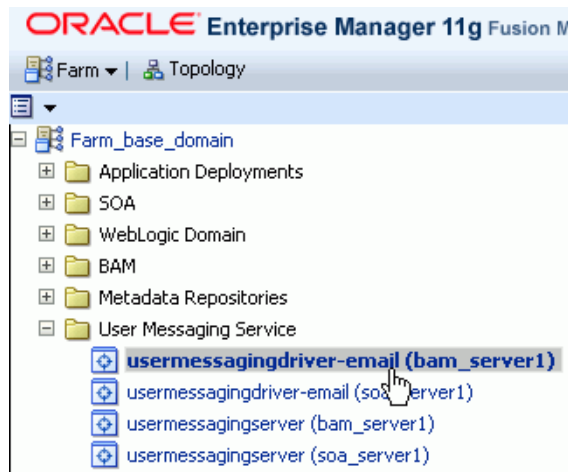 ORACLE Enterprise Manager 11g Fusion M
Farm | Topology
Farm_base_domain
Application Deployments
SOA
WebLogic Domain
BAM
Metadata Repositories
User Messaging Service
usermessagingdriver-email (bam_server1)
usermessagingdriver-email (soa_server1)
usermessagingserver (bam_server1)
usermessagingserver (soa_server1)